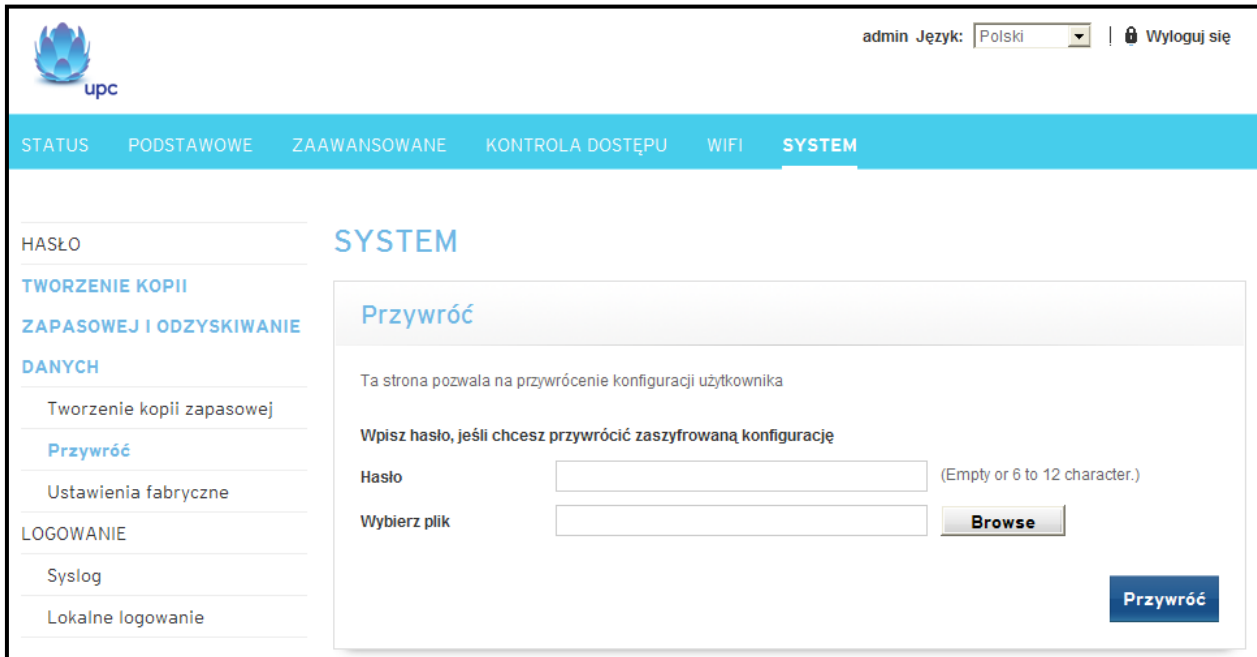 upc
admin Język: Polski | Wyloguj się
STATUS PODSTAWOWE ZAAWANSOWANE KONTROLA DOSTĘPU WIFI SYSTEM
HASŁO
TWORZENIE KOPII
ZAPASOWEJ I ODZYSKIWANIE
DANYCH
Tworzenie kopii zapasowej
Przywróć
Ustawienia fabryczne
LOGOWANIE
Syslog
Lokalne logowanie
SYSTEM
Przywróć
Ta strona pozwala na przywrócenie konfiguracji użytkownika
Wpisz hasło, jeśli chcesz przywrócić zaszyfrowaną konfigurację
Hasło (Empty or 6 to 12 character.)
Wybierz plik Browse
Przywróć